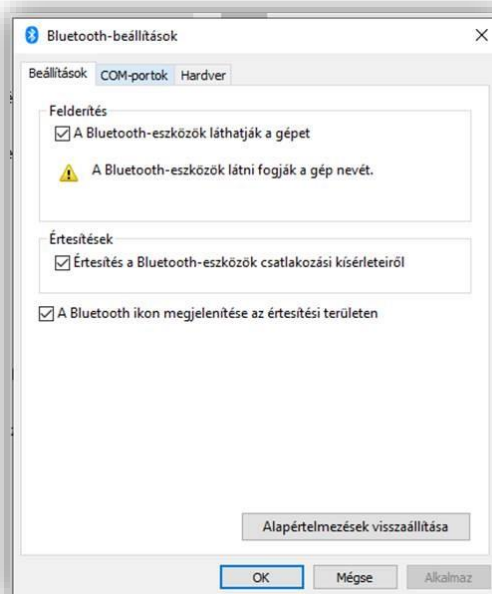 Bluetooth-beállítások
Beállítások COM-portok Hardver
Felderítés
A Bluetooth-eszközök láthatják a gépet
A Bluetooth-eszközök látni fogják a gép nevét.
Értesítések
Értesítés a Bluetooth-eszközök csatlakozási kísérleteiről
A Bluetooth ikon megjelenítése az értesítési területen
Alapértelmezések visszaállítása
OK Mégse Alkalmaz